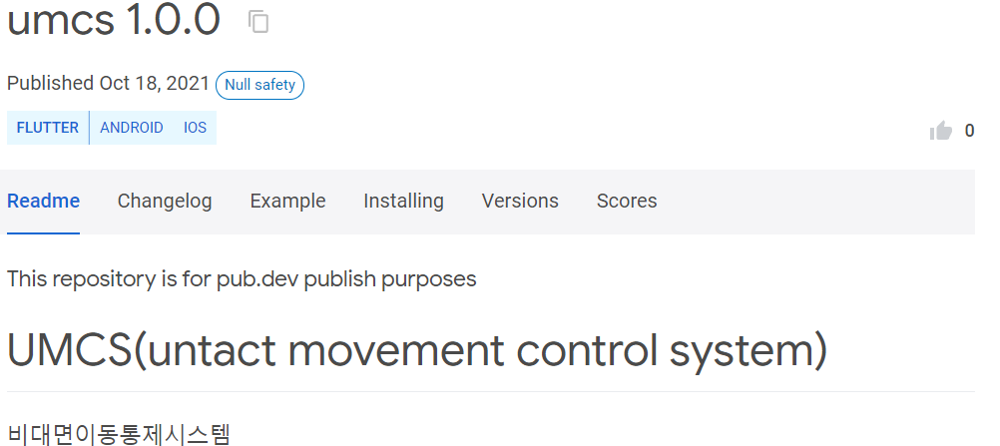 umcs 1.0.0
Published Oct 18, 2021 Null safety
FLUTTER ANDROID IOS
0
Readme Changelog Example Installing Versions Scores
This repository is for pub.dev publish purposes
UMCS(untact movement control system)
비대면이동통제시스템